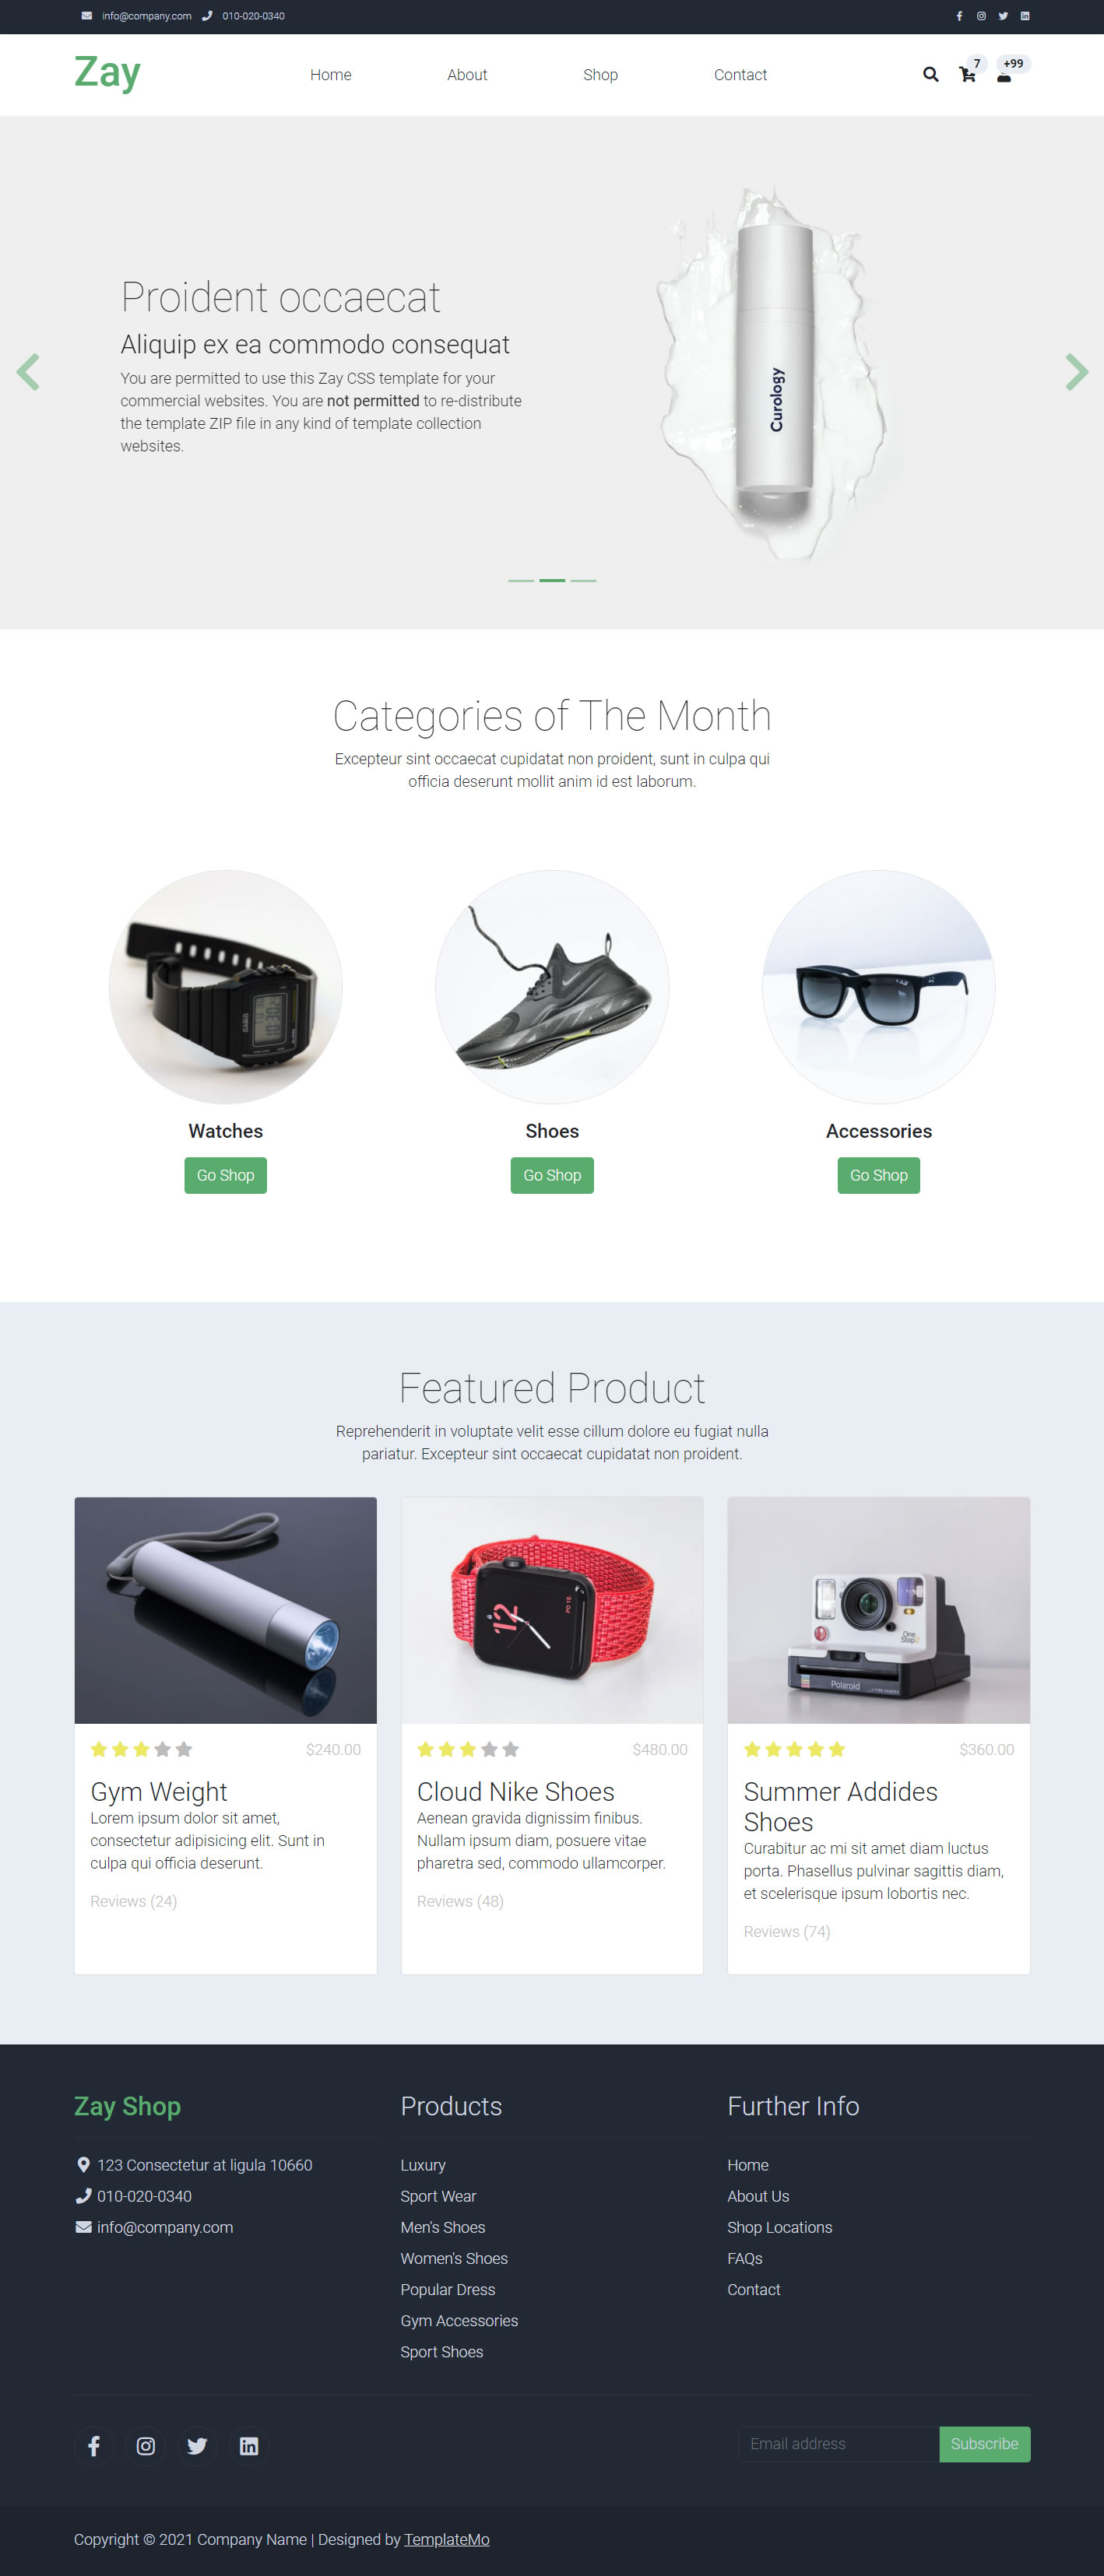 info@company.com 010-020-0340
Zay
Home About Shop Contact
7 +99
Proident occaecat
Aliquip ex ea commodo consequat
You are permitted to use this Zay CSS template for your
commercial websites. You are not permitted to re-distribute
the template ZIP file in any kind of template collection
websites.
Curology
Categories of The Month
Excepteur sint occaecat cupidatat non proident, sunt in culpa qui
officia deserunt mollit anim id est laborum.
CASIO
Ray-Ban
Watches Shoes Accessories
Go Shop Go Shop Go Shop
Featured Product
Reprehenderit in voluptate velit esse cillum dolore eu fugiat nulla
pariatur. Excepteur sint occaecat cupidatat non proident.
12
One
Step2
Polaroid
$240.00
Gym Weight
Lorem ipsum dolor sit amet,
consectetur adipisicing elit. Sunt in
culpa qui officia deserunt.
Reviews (24)
$480.00
Cloud Nike Shoes
Aenean gravida dignissim finibus.
Nullam ipsum diam, posuere vitae
pharetra sed, commodo ullamcorper.
Reviews (48)
$360.00
Summer Addides
Shoes
Curabitur ac mi sit amet diam luctus
porta. Phasellus pulvinar sagittis diam,
et scelerisque ipsum lobortis nec.
Reviews (74)
Zay Shop
123 Consectetur at ligula 10660
010-020-0340
info@company.com
Products
Luxury
Sport Wear
Men's Shoes
Women's Shoes
Popular Dress
Gym Accessories
Sport Shoes
Further Info
Home
About Us
Shop Locations
FAQs
Contact
Email address Subscribe
Copyright © 2021 Company Name | Designed by TemplateMo